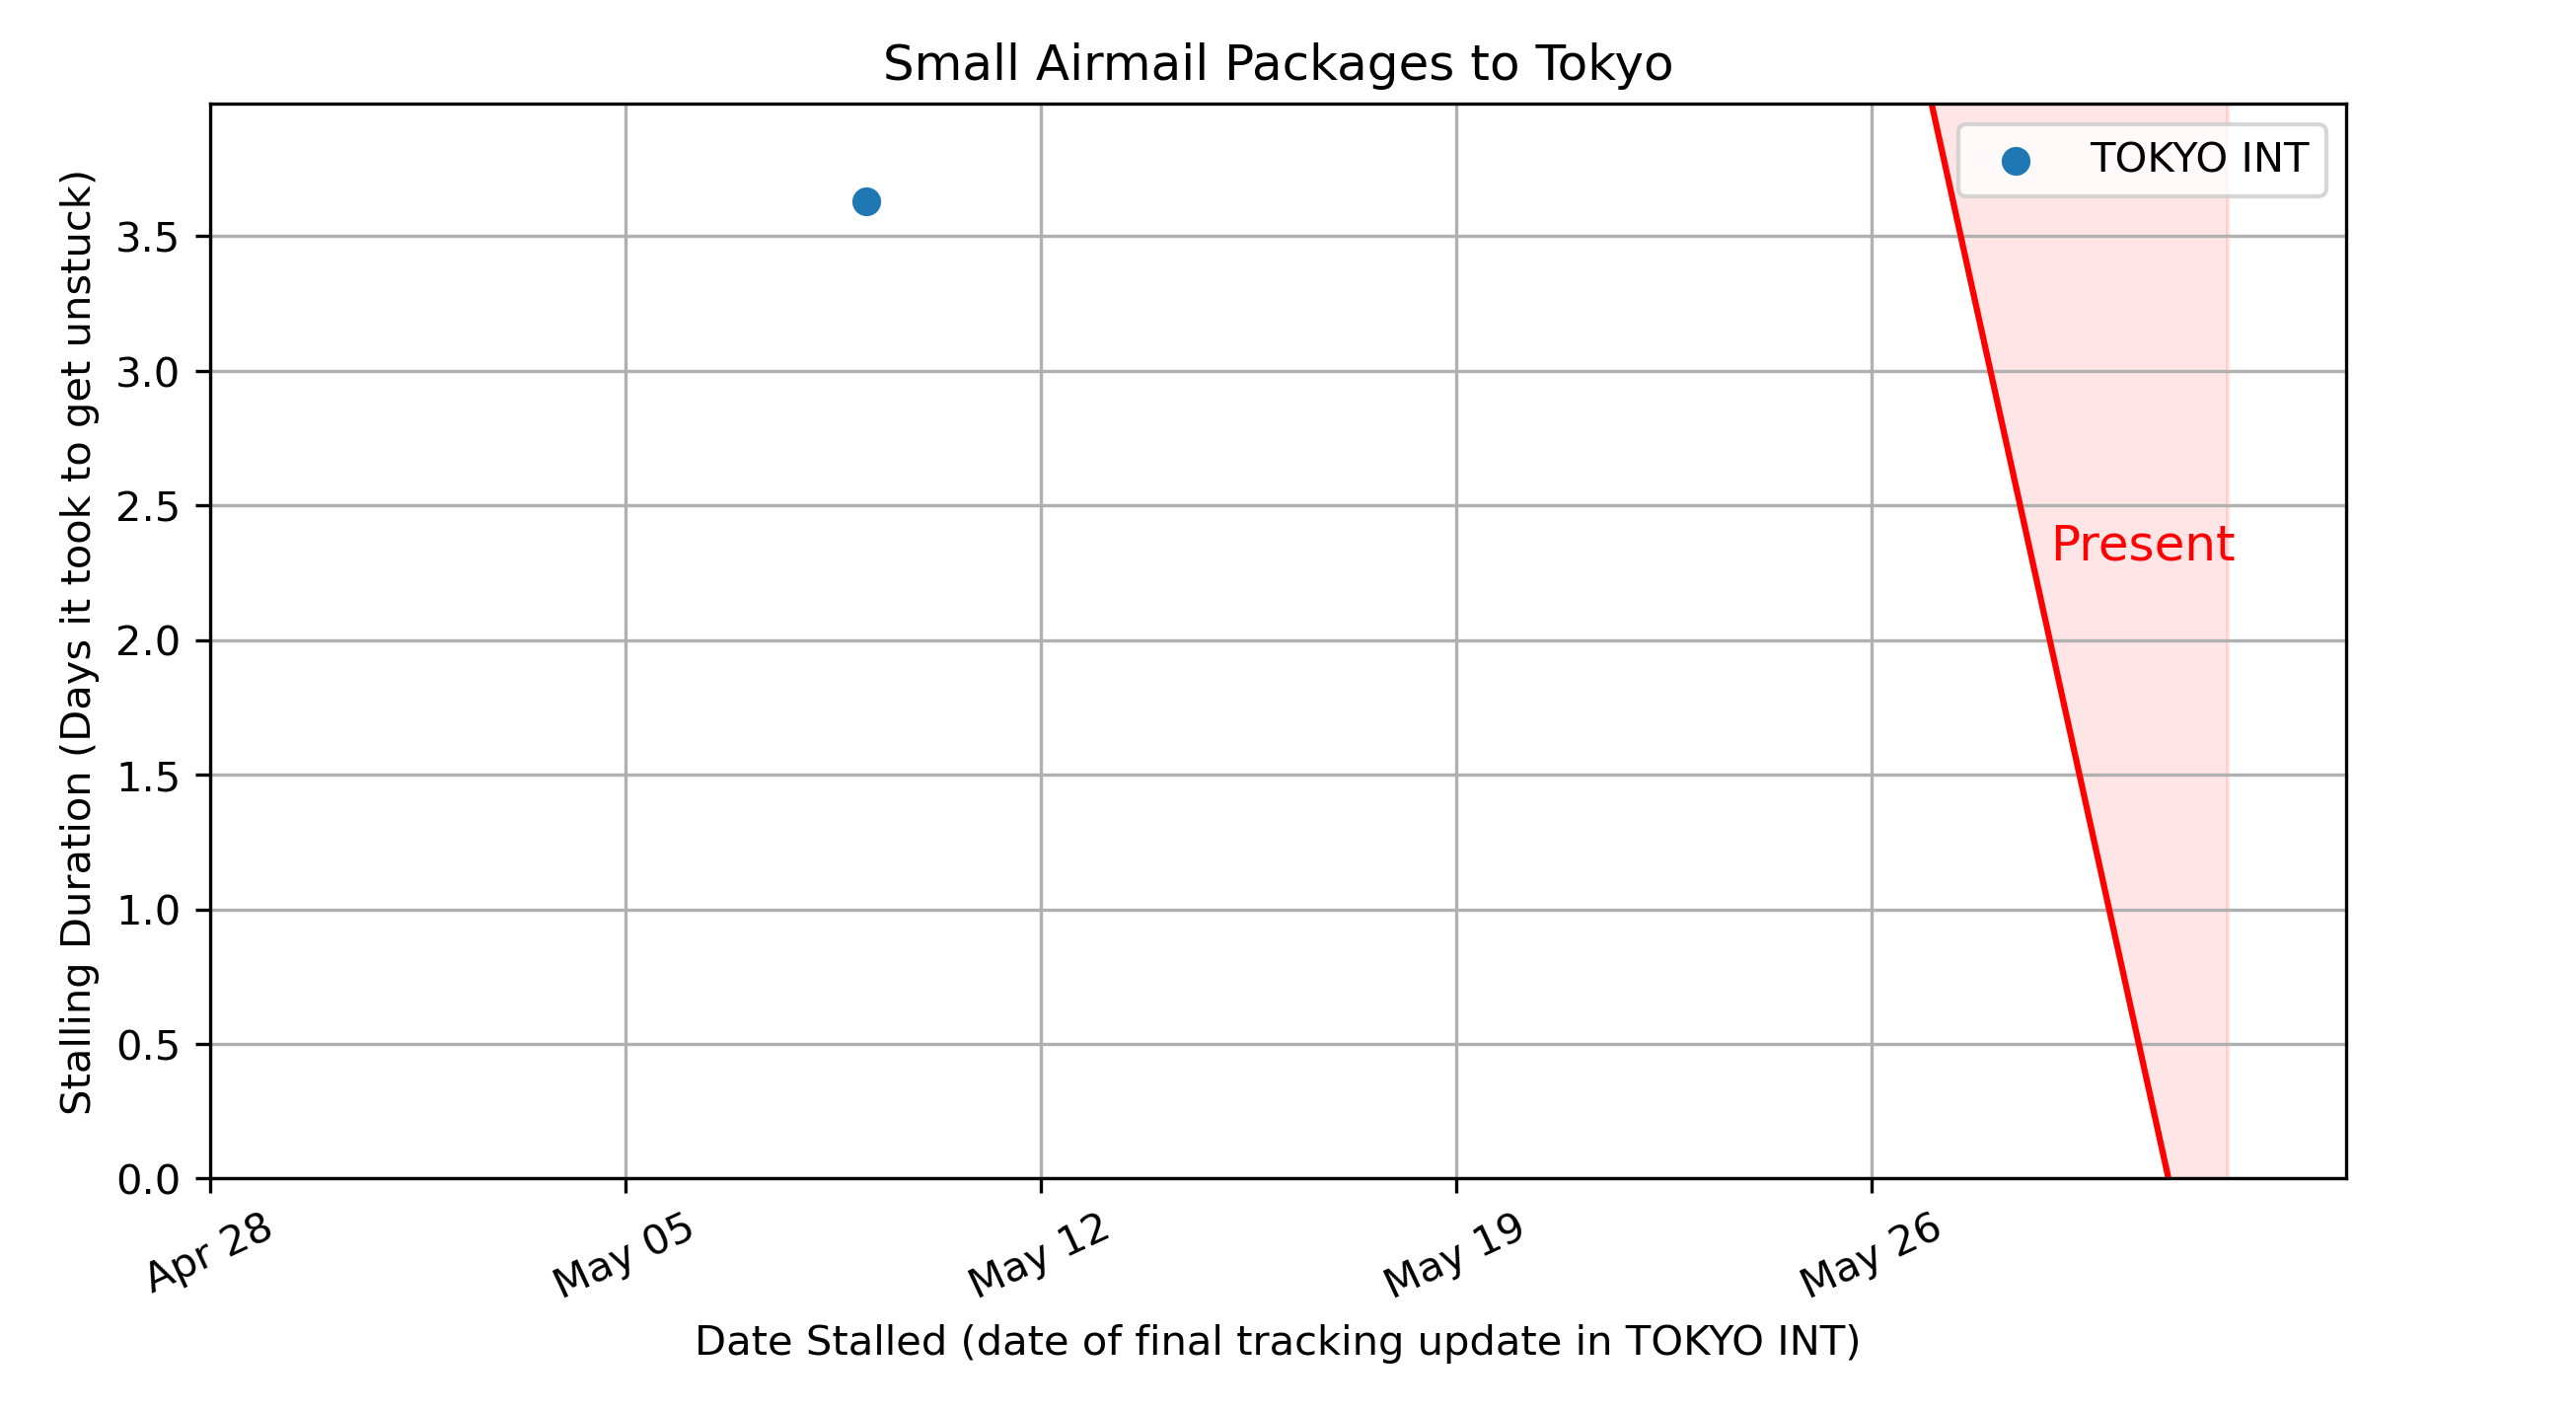 Small Airmail Packages to Tokyo
TOKYO INT
Present
Stalling Duration (Days it took to get unstuck)
3.5
3.0
2.5
2.0
1.5
1.0
0.5
0.0
Apr 28
May 05
May 12
May 19
May 26
Date Stalled (date of final tracking update in TOKYO INT)